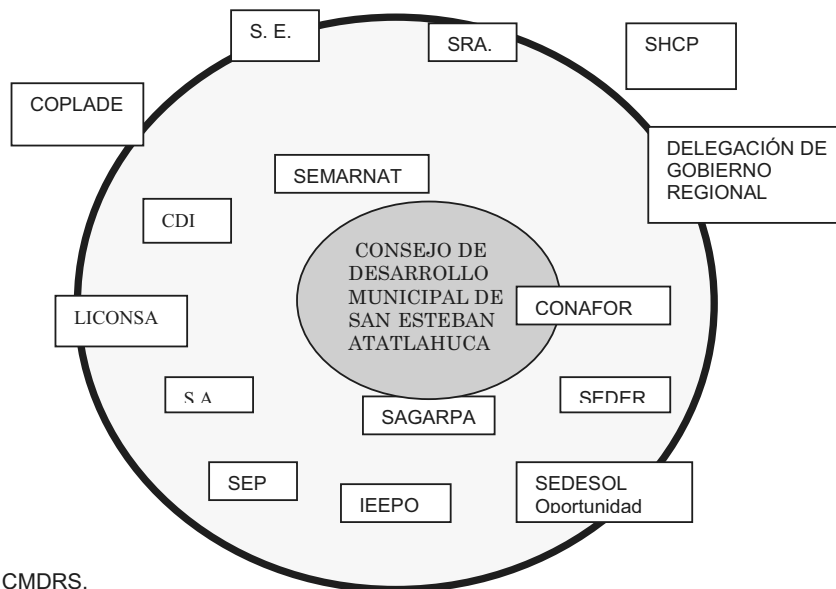 S. E.
SRA.
SHCP
COPLADE
DELEGACIÓN DE
GOBIERNO
REGIONAL
SEMARNAT
CDI
CONSEJO DE
DESARROLLO
MUNICIPAL DE
SAN ESTEBAN
ATATLAHUCA
CONAFOR
LICONSA
S A
SEDER
SAGARPA
SEP
IEEPO
SEDESOL
Oportunidad
CMDRS.